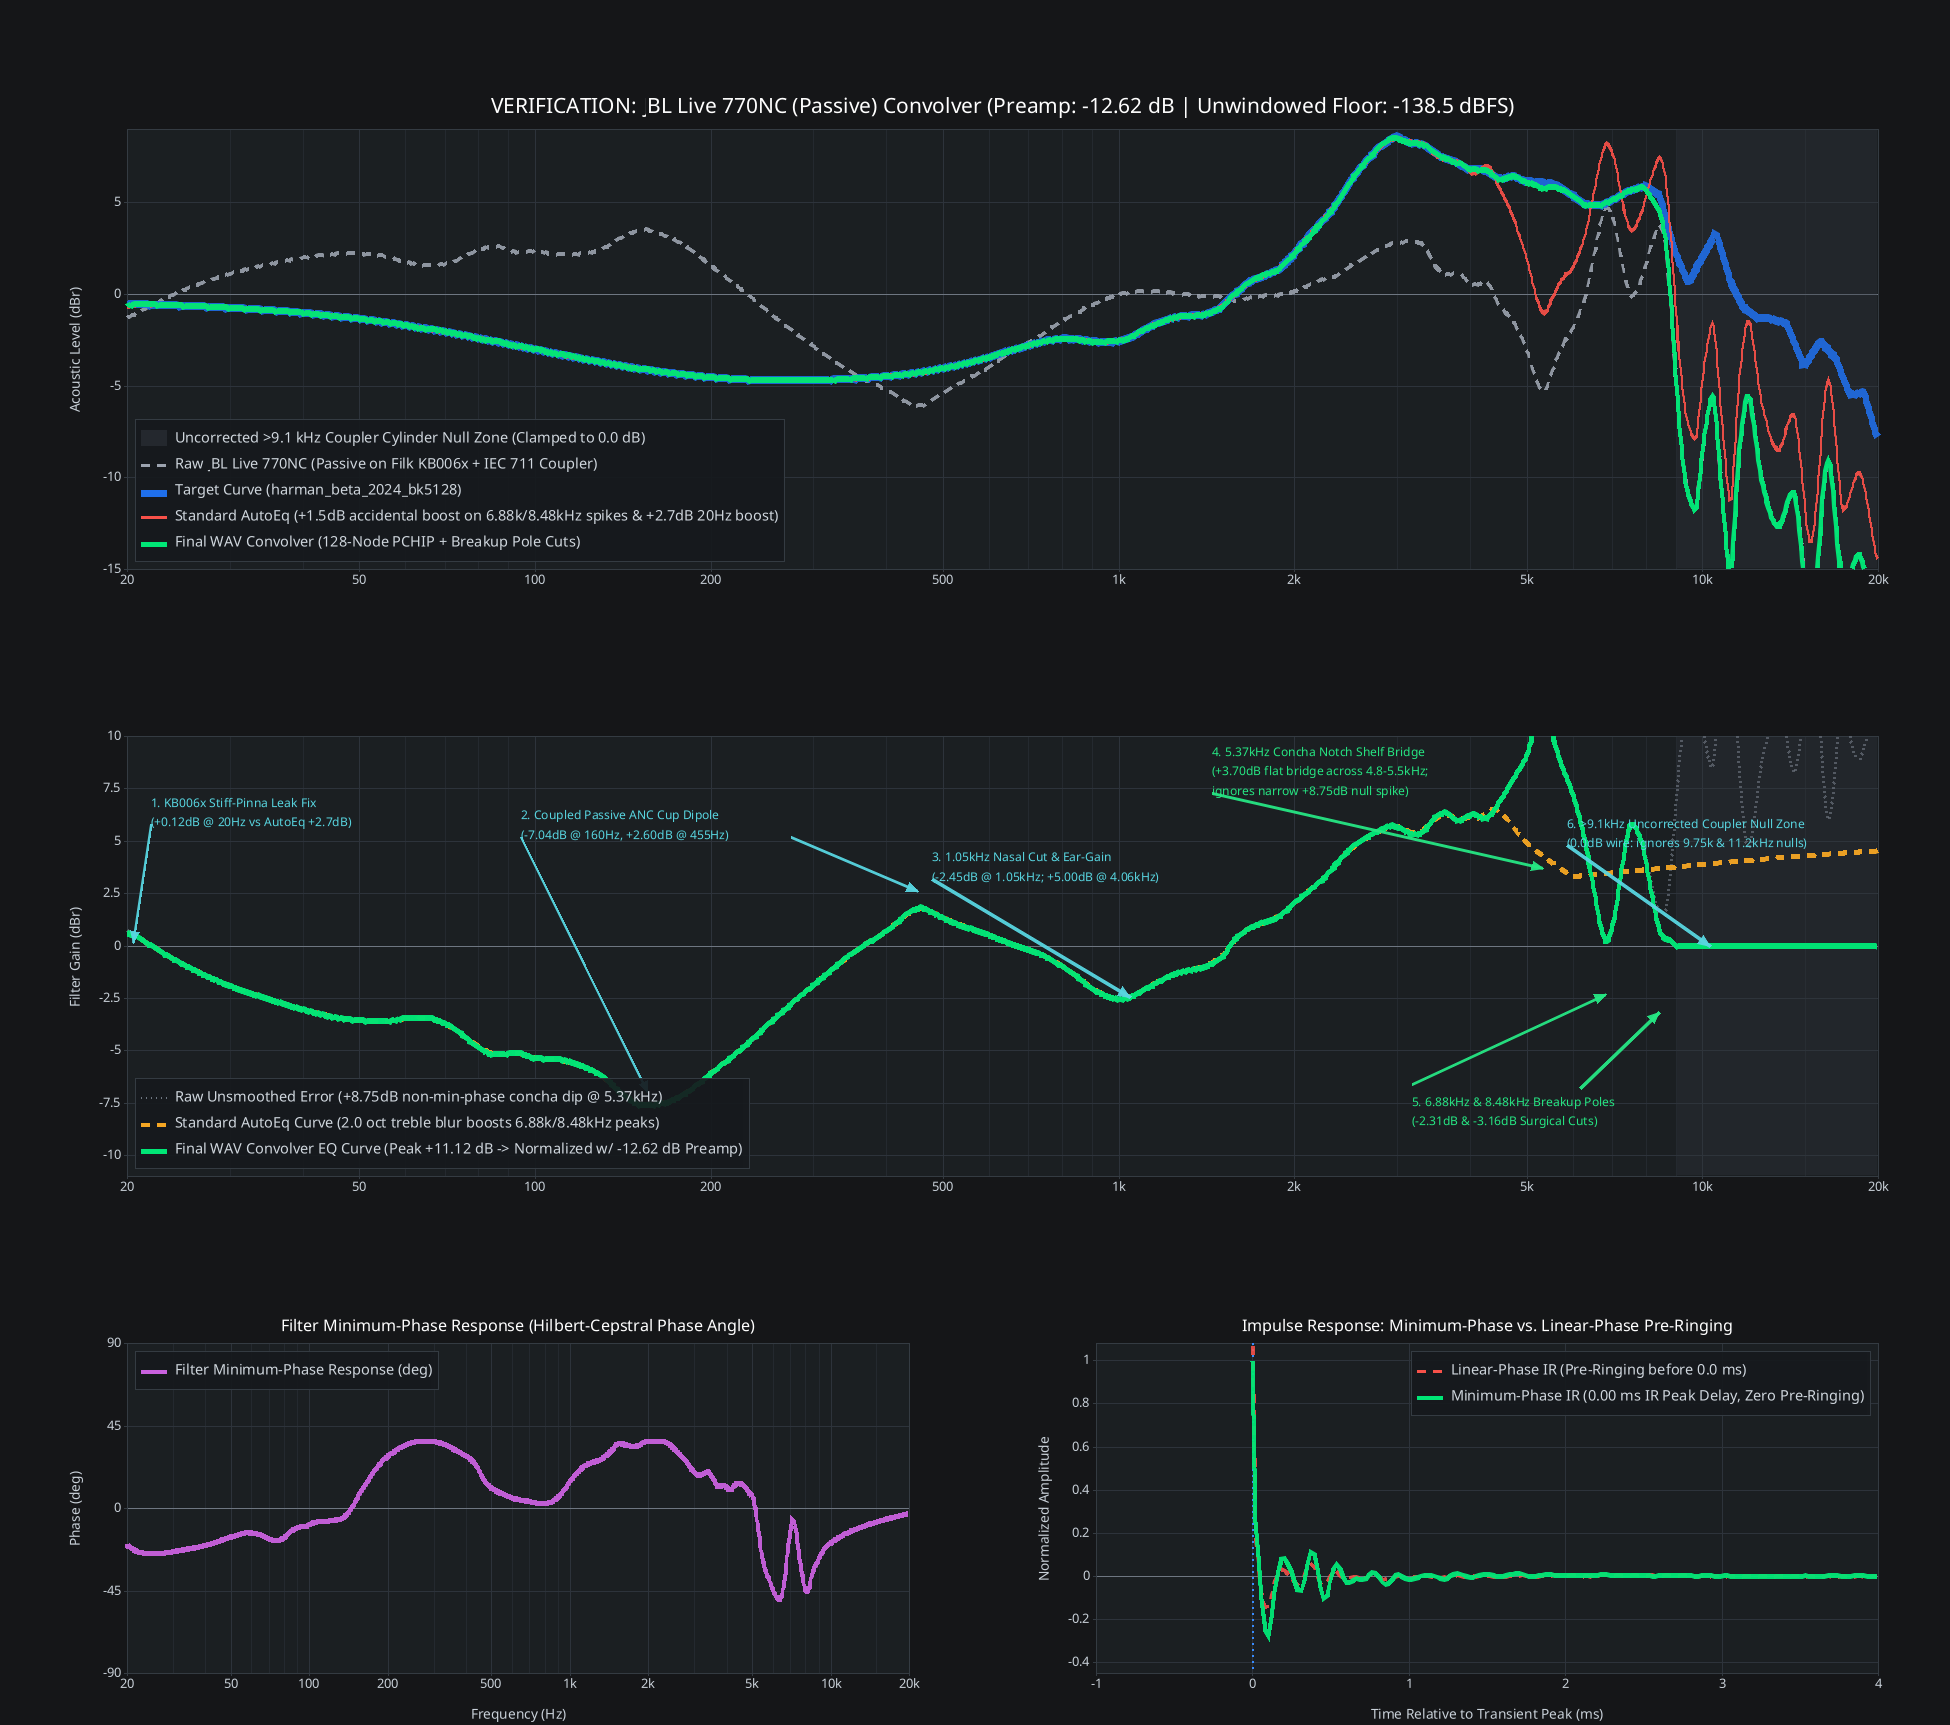 VERIFICATION: JBL Live 770NC (Passive) Convolver (Preamp: -12.62 dB | Unwindowed Floor: -138.5 dBFS)
Acoustic Level (dBr)
5
0
-5
-10
-15
Uncorrected >9.1 kHz Coupler Cylinder Null Zone (Clamped to 0.0 dB)
Raw JBL Live 770NC (Passive on Filk KB006x + IEC 711 Coupler)
Target Curve (harman_beta_2024_bk5128)
Standard AutoEq (+1.5dB accidental boost on 6.88k/8.48kHz spikes & +2.7dB 20Hz boost)
Final WAV Convolver (128-Node PCHIP + Breakup Pole Cuts)
20 50 100 200 500 1k 2k 5k 10k 20k
Filter Gain (dBr)
10
7.5
5
2.5
0
-2.5
-5
-7.5
-10
1. KB006x Stiff-Pinna Leak Fix
(+0.12dB @ 20Hz vs AutoEq +2.7dB)
2. Coupled Passive ANC Cup Dipole
(-7.04dB @ 160Hz, +2.60dB @ 455Hz)
3. 1.05kHz Nasal Cut & Ear-Gain
(-2.45dB @ 1.05kHz; +5.00dB @ 4.06kHz)
4. 5.37kHz Concha Notch Shelf Bridge
(+3.70dB flat bridge across 4.8-5.5kHz;
ignores narrow +8.75dB null spike)
6. >9.1kHz Uncorrected Coupler Null Zone
(0.0dB wire: ignores 9.75k & 11.2kHz nulls)
5. 6.88kHz & 8.48kHz Breakup Poles
(-2.31dB & -3.16dB Surgical Cuts)
Raw Unsmoothed Error (+8.75dB non-min-phase concha dip @ 5.37kHz)
Standard AutoEq Curve (2.0 oct treble blur boosts 6.88k/8.48kHz peaks)
Final WAV Convolver EQ Curve (Peak +11.12 dB -> Normalized w/ -12.62 dB Preamp)
20 50 100 200 500 1k 2k 5k 10k 20k
Filter Minimum-Phase Response (Hilbert-Cepstral Phase Angle)
Phase (deg)
90
45
0
-45
-90
Filter Minimum-Phase Response (deg)
20 50 100 200 500 1k 2k 5k 10k 20k
Frequency (Hz)
Impulse Response: Minimum-Phase vs. Linear-Phase Pre-Ringing
Normalized Amplitude
1
0.8
0.6
0.4
0.2
0
-0.2
-0.4
Linear-Phase IR (Pre-Ringing before 0.0 ms)
Minimum-Phase IR (0.00 ms IR Peak Delay, Zero Pre-Ringing)
-1 0 1 2 3 4
Time Relative to Transient Peak (ms)